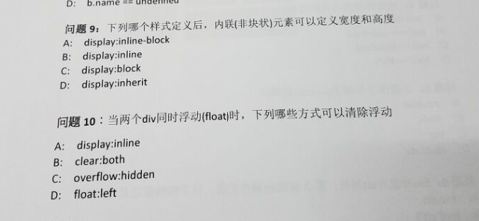 D: b.name == undefined
问题 9：下列哪个样式定义后，内联(非块状)元素可以定义宽度和高度
A: display:inline-block
B: display:inline
C: display:block
D: display:inherit
问题 10：当两个div同时浮动(float)时，下列哪些方式可以清除浮动
A: display:inline
B: clear:both
C: overflow:hidden
D: float:left